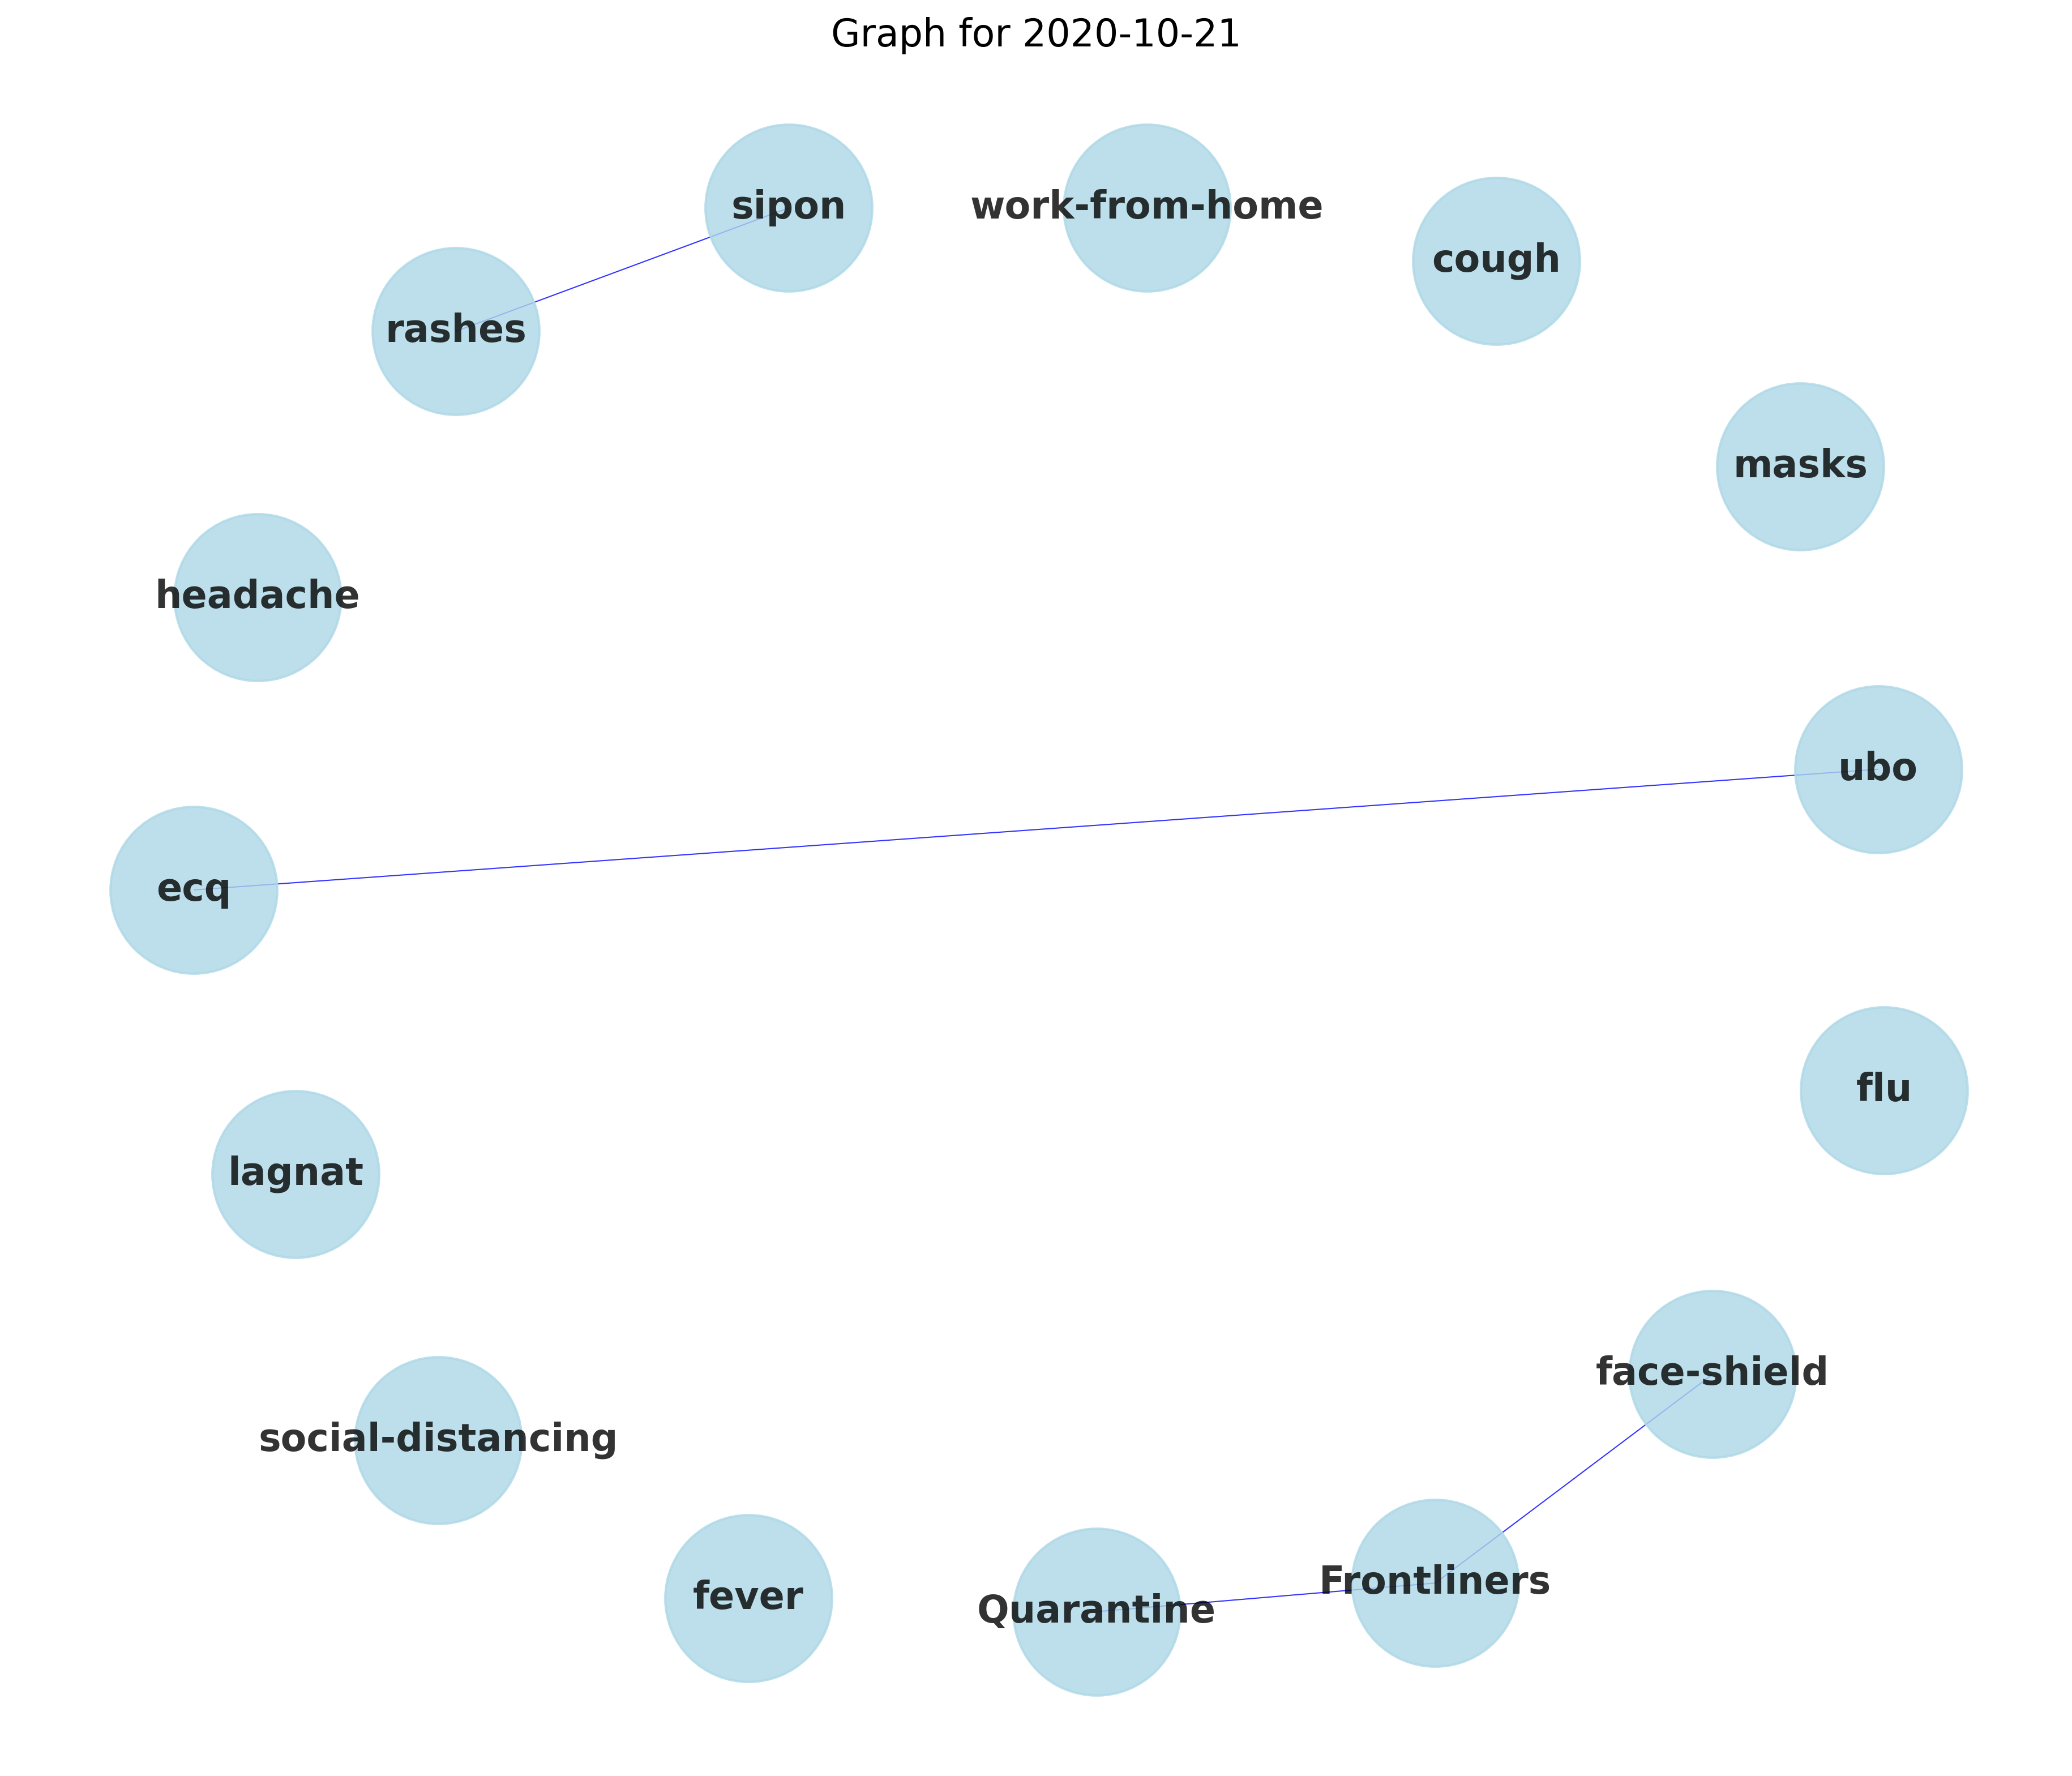 Graph for 2020-10-21
sipon
work-from-home
cough
rashes
masks
headache
ubo
ecq
flu
lagnat
face-shield
social-distancing
Frontliners
fever
Quarantine